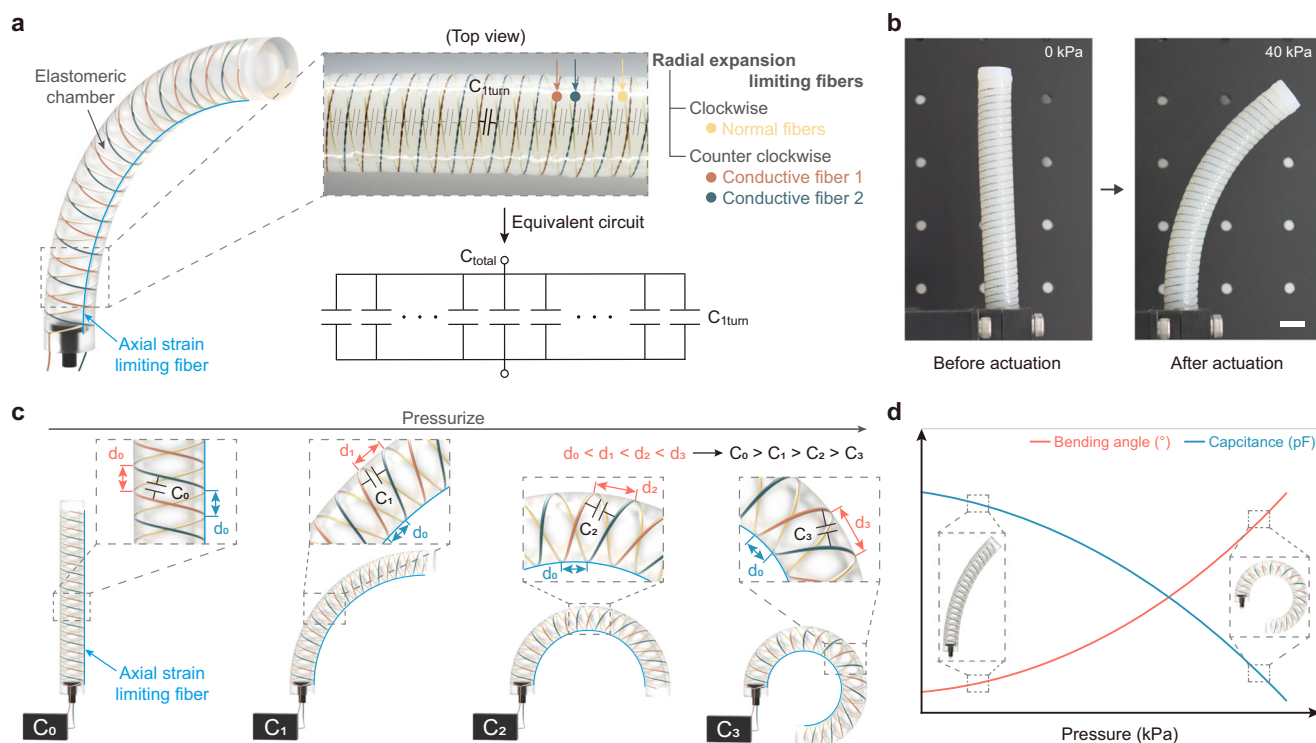 a
(Top view)
Elastomeric
chamber
C1turn
Radial expansion
limiting fibers
Clockwise
Normal fibers
Counter clockwise
Conductive fiber 1
Conductive fiber 2
Equivalent circuit
Ctotal
C1turn
Axial strain
limiting fiber
b
0 kPa
40 kPa
Before actuation
After actuation
c
Pressurize
d₀
C₀
d₀
d₁
C₁
d₀
d₀ < d₁ < d₂ < d₃ → C₀ > C₁ > C₂ > C₃
d₂
C₂
d₀
d₃
C₃
d₀
Axial strain
limiting fiber
C₀
C₁
C₂
C₃
d
Bending angle (°)
Capcitance (pF)
Pressure (kPa)